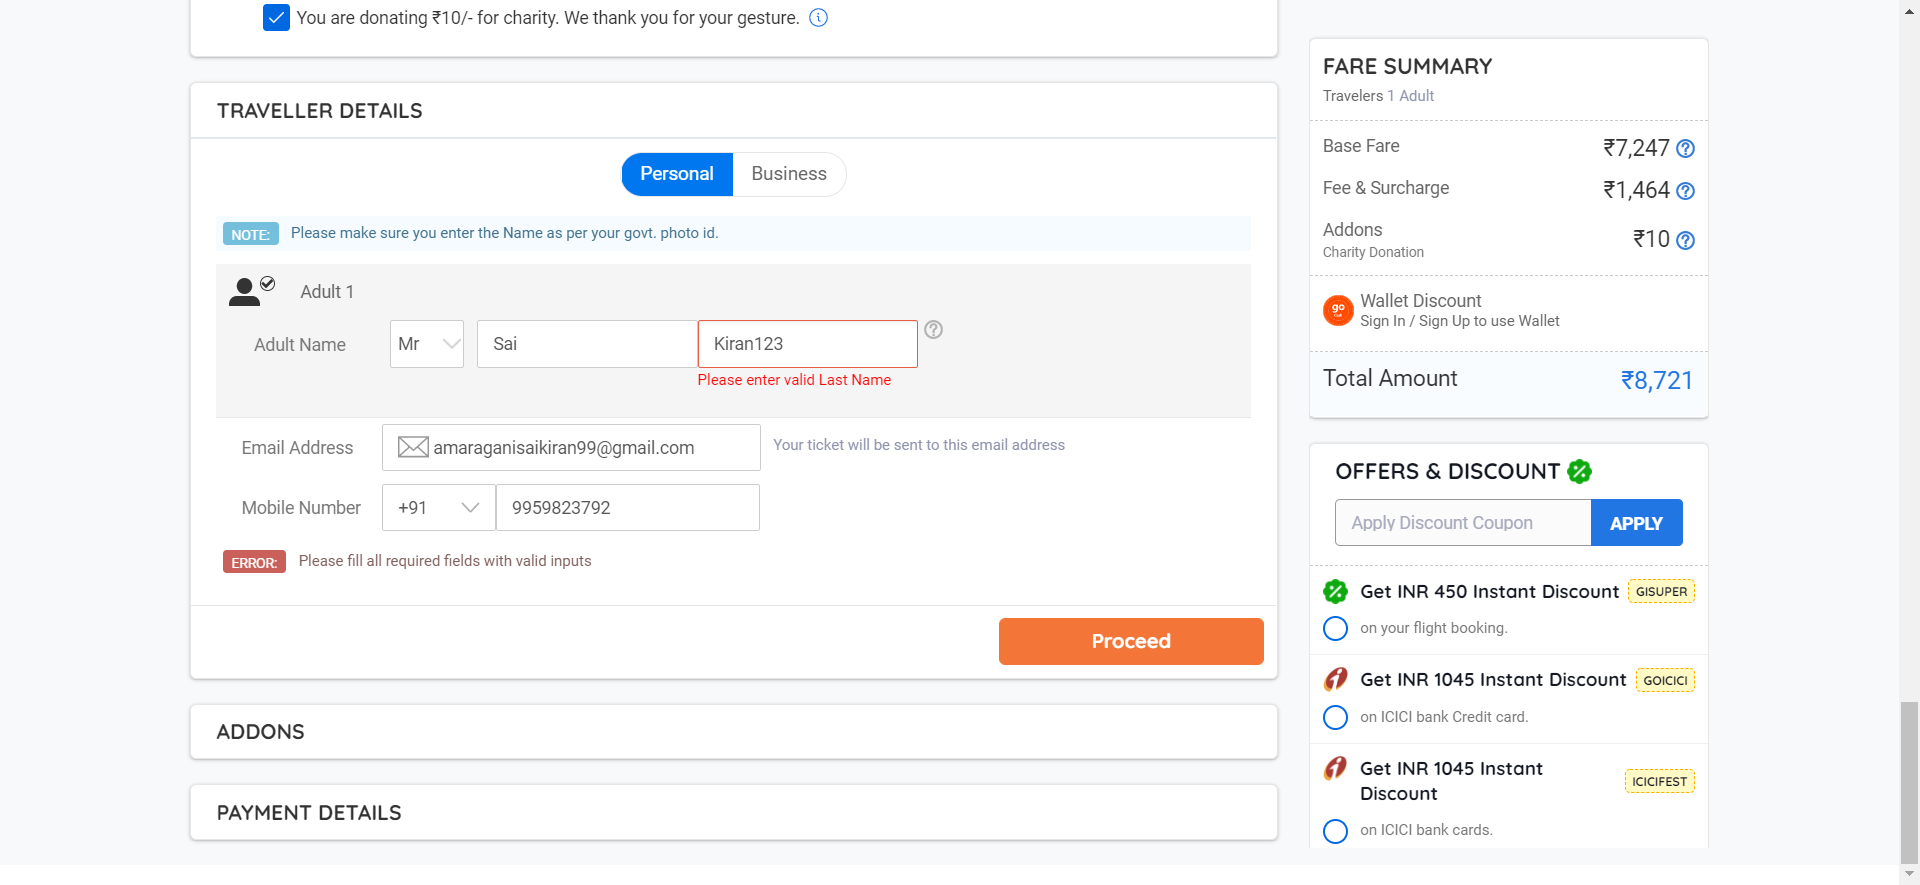 You are donating ₹10/- for charity. We thank you for your gesture.
TRAVELLER DETAILS
Personal Business
NOTE: Please make sure you enter the Name as per your govt. photo id.
Adult 1
Adult Name Mr Sai Kiran123
Please enter valid Last Name
Email Address amaraganisaikiran99@gmail.com Your ticket will be sent to this email address
Mobile Number +91 9959823792
ERROR: Please fill all required fields with valid inputs
Proceed
ADDONS
PAYMENT DETAILS
FARE SUMMARY
Travelers 1 Adult
Base Fare ₹7,247
Fee & Surcharge ₹1,464
Addons ₹10
Charity Donation
go
Wallet Discount
Sign In / Sign Up to use Wallet
Total Amount ₹8,721
OFFERS & DISCOUNT
Apply Discount Coupon APPLY
Get INR 450 Instant Discount GISUPER
on your flight booking.
Get INR 1045 Instant Discount GOICICI
on ICICI bank Credit card.
Get INR 1045 Instant
Discount ICICIFEST
on ICICI bank cards.